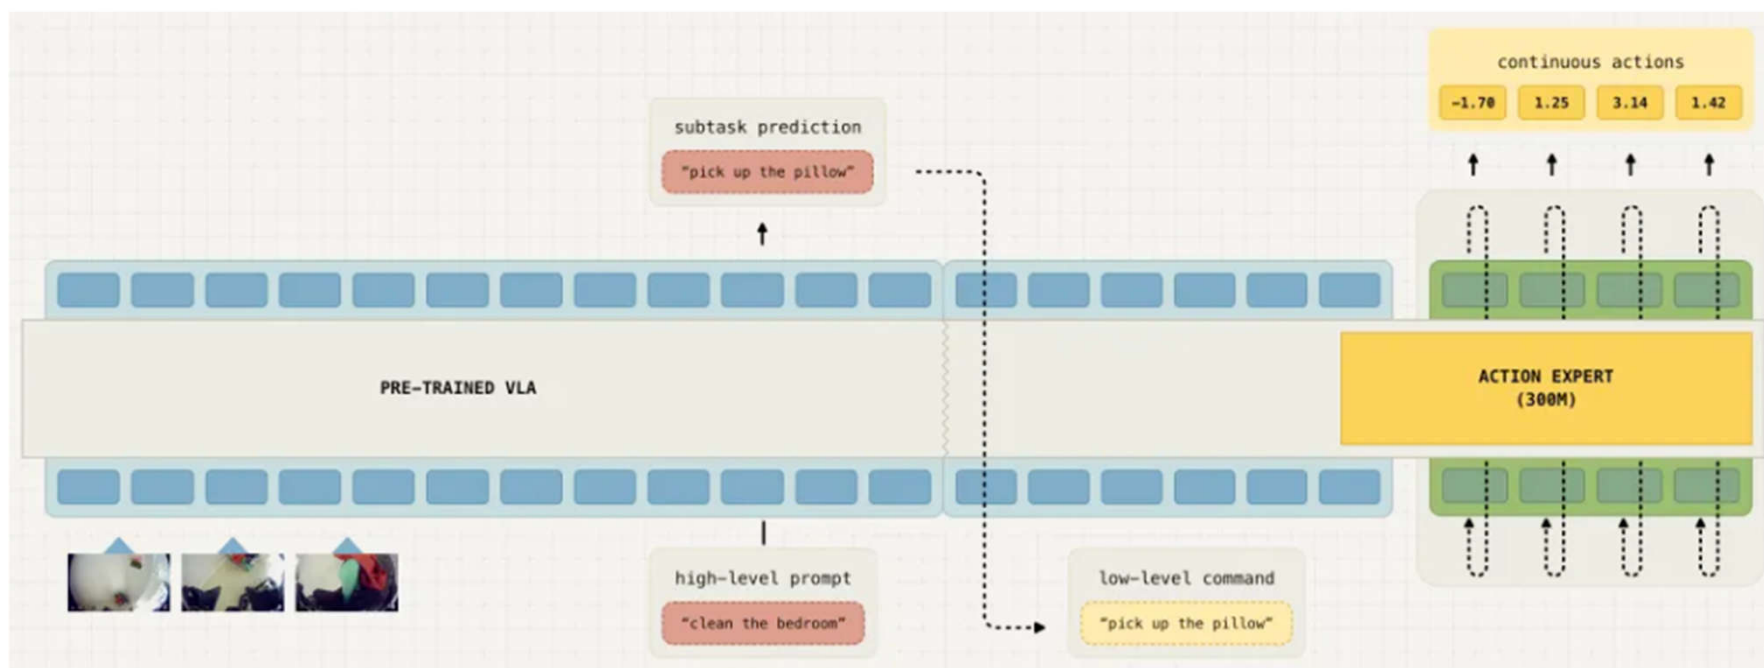 continuous actions
-1.70 1.25 3.14 1.42
subtask prediction
"pick up the pillow"
PRE-TRAINED VLA
ACTION EXPERT
(300M)
high-level prompt
"clean the bedroom"
low-level command
"pick up the pillow"